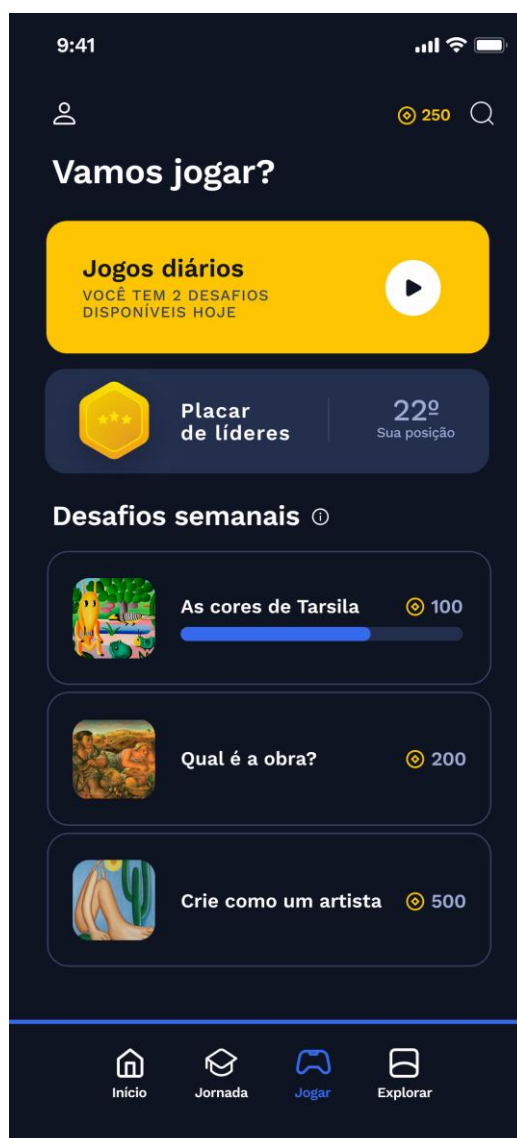 9:41
250
Vamos jogar?
Jogos diários
VOCÊ TEM 2 DESAFIOS
DISPONÍVEIS HOJE
Placar
de líderes
22º
Sua posição
Desafios semanais
As cores de Tarsila
100
Qual é a obra?
200
Crie como um artista
500
Início
Jornada
Jogar
Explorar